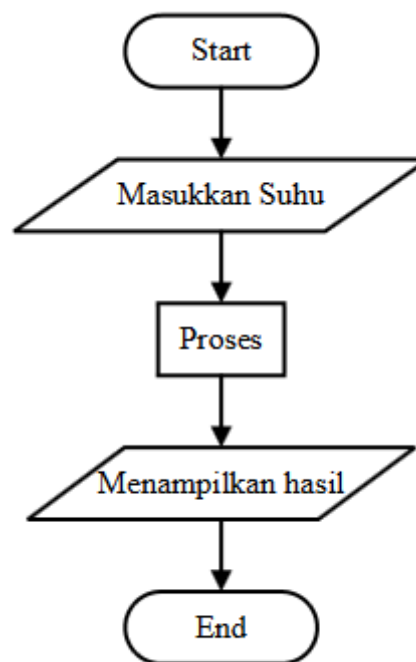 Start
Masukkan Suhu
Proses
Menampilkan hasil
End